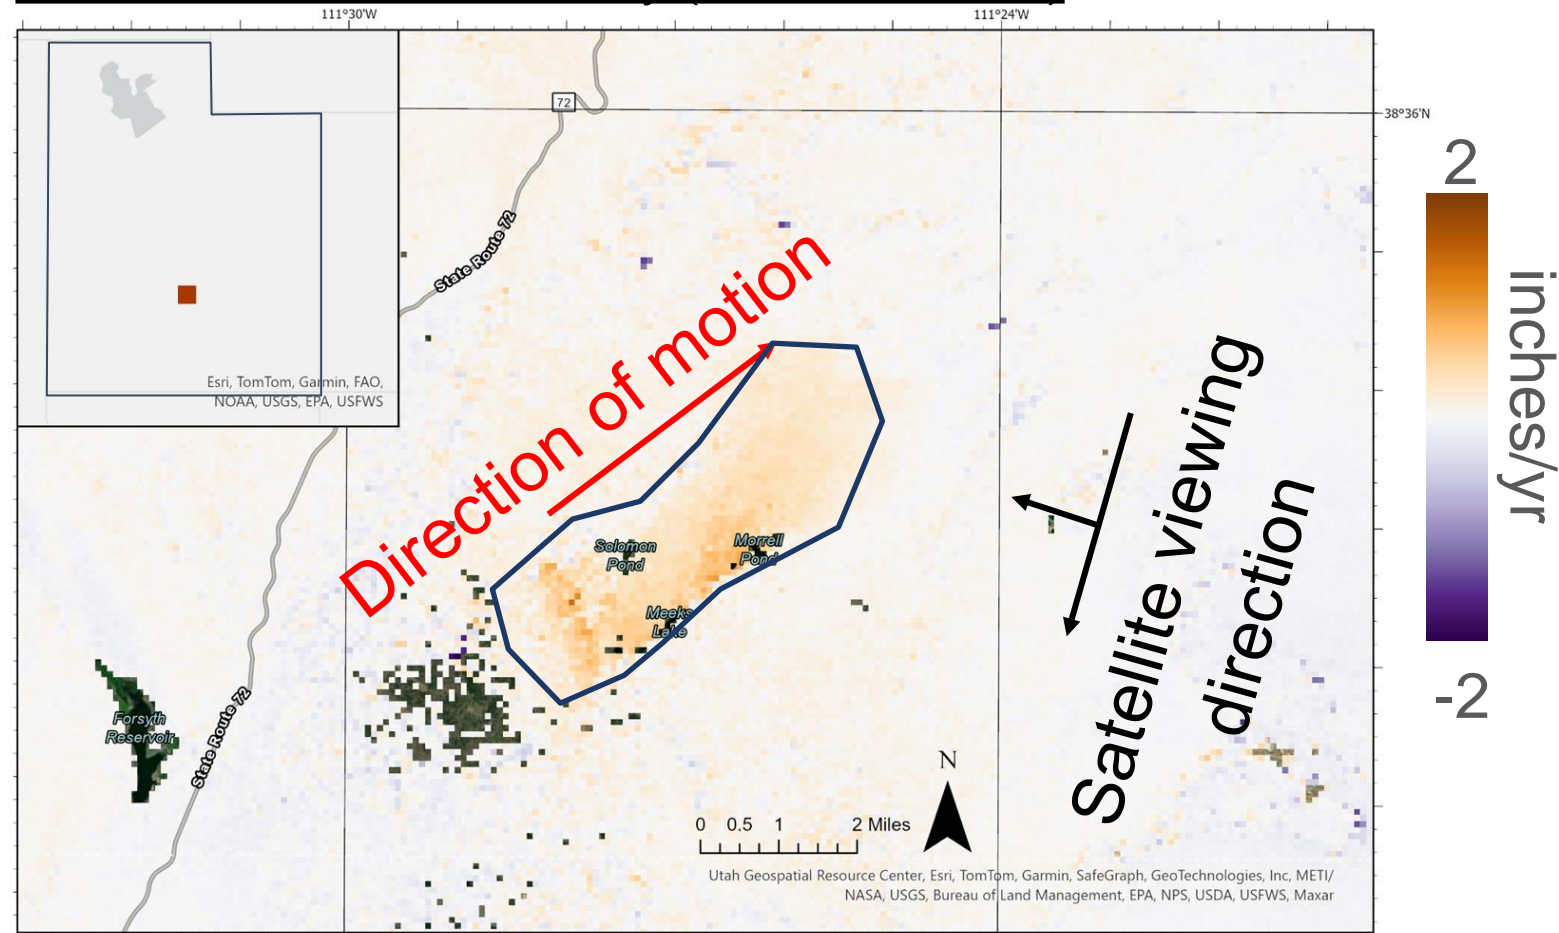 111°30'W
111°24'W
72
38°36'N
2
State Route 72
Direction of motion
inches/yr
Esri, TomTom, Garmin, FAO,
NOAA, USGS, EPA, USFWS
Satellite viewing
direction
Solomon
Pond
Morrell
Pond
Meeks
Lake
Forsyth
Reservoir
State Route 72
-2
N
0 0.5 1 2 Miles
Utah Geospatial Resource Center, Esri, TomTom, Garmin, SafeGraph, GeoTechnologies, Inc, METI/
NASA, USGS, Bureau of Land Management, EPA, NPS, USDA, USFWS, Maxar